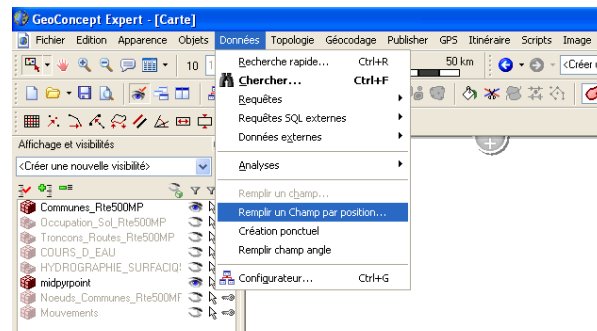 GeoConcept Expert - [Carte]
Fichier Edition Apparence Objets Données Topologie Géocodage Publisher GPS Itinéraire Scripts Image
10 50 km <Créer
Recherche rapide... Ctrl+R
Chercher... Ctrl+F
Requêtes
Requêtes SQL externes
Données externes
Analyses
Remplir un champ...
Remplir un Champ par position...
Création ponctuel
Remplir champ angle
Configurateur... Ctrl+G
Affichage et visibilités
<Créer une nouvelle visibilité>
Communes_Rte500MP
Occupation_Sol_Rte500MP
Troncons_Routes_Rte500MP
COURS_D_EAU
HYDROGRAPHIE_SURFACIQ
midpyrpoint
Noeuds_Communes_Rte500MF
Mouvements